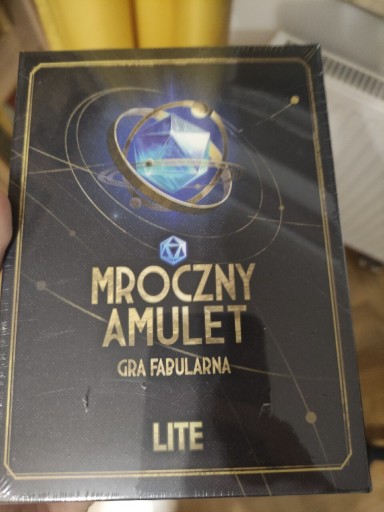 MROCZNY
AMULET
GRA FABULARNA
LITE